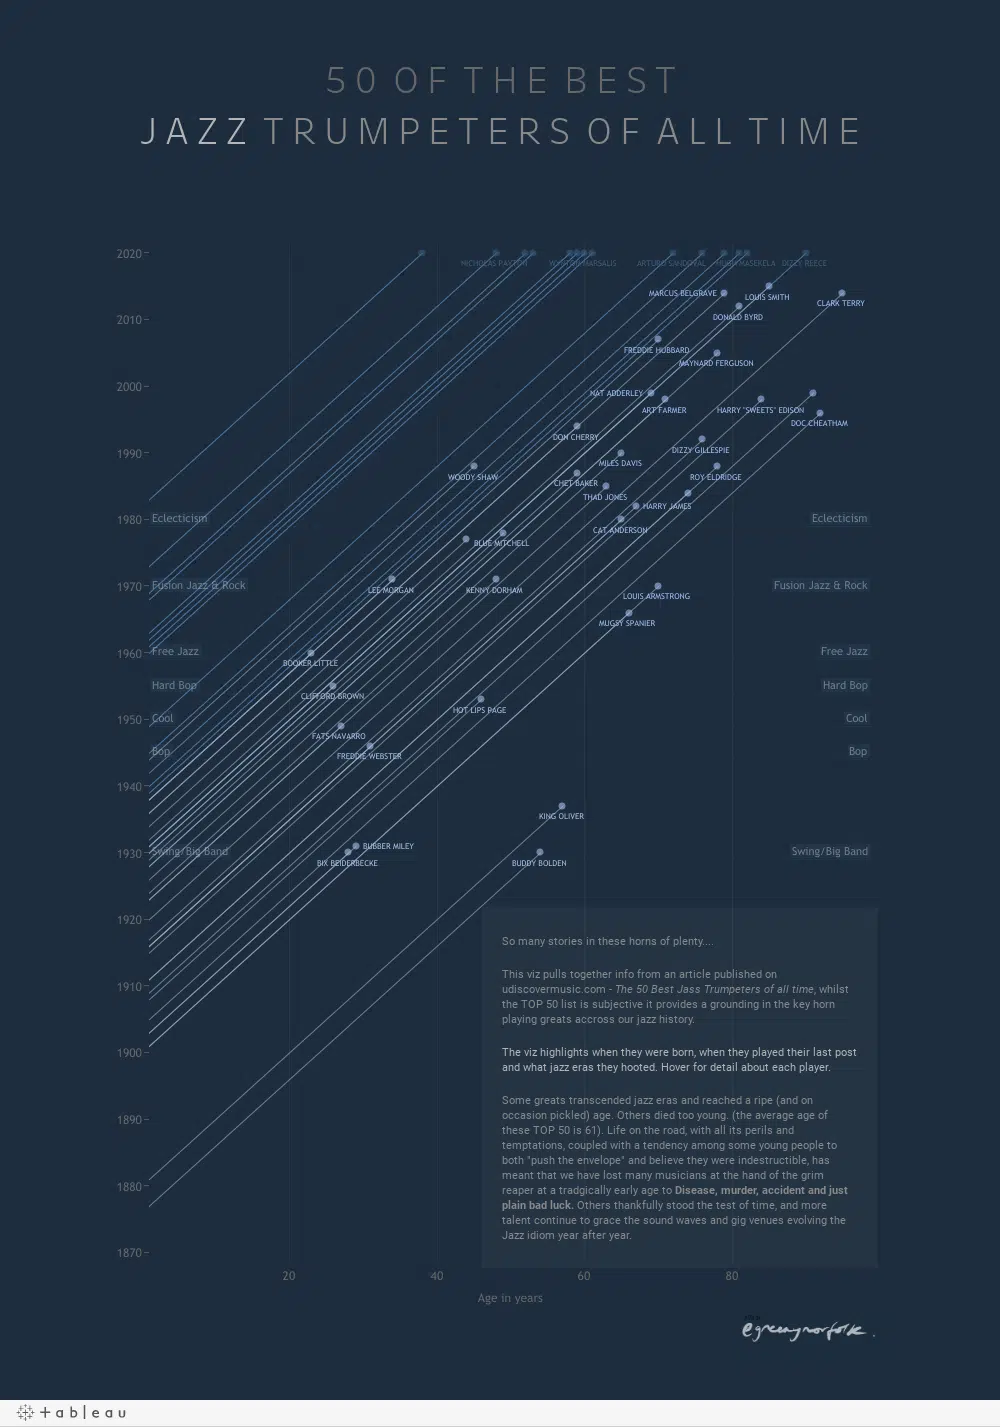 50 OF THE BEST
JAZZ TRUMPETERS OF ALL TIME
2020
NICHOLAS PAYTON
WYNTON MARSALIS
ARTURO SANDOVAL
HUGH MASEKELA
DIZZY REECE
MARCUS BELGRAVE
LOUIS SMITH
CLARK TERRY
2010
DONALD BYRD
FREDDIE HUBBARD
MAYNARD FERGUSON
2000
NAT ADDERLEY
ART FARMER
HARRY "SWEETS" EDISON
DOC CHEATHAM
DON CHERRY
1990
DIZZY GILLESPIE
MILES DAVIS
WOODY SHAW
CHET BAKER
ROY ELDRIDGE
THAD JONES
HARRY JAMES
1980
Eclecticism
Eclecticism
CAT ANDERSON
BLUE MITCHELL
1970
Fusion Jazz & Rock
Fusion Jazz & Rock
LEE MORGAN
KENNY DORHAM
LOUIS ARMSTRONG
MUGSY SPANIER
1960
Free Jazz
Free Jazz
BOOKER LITTLE
Hard Bop
Hard Bop
CLIFFORD BROWN
HOT LIPS PAGE
1950
Cool
Cool
FATS NAVARRO
Bop
Bop
FREDDIE WEBSTER
1940
KING OLIVER
1930
Swing/Big Band
Swing/Big Band
BUBBER MILEY
BIX BEIDERBECKE
BUDDY BOLDEN
1920
1910
1900
1890
1880
1870
So many stories in these horns of plenty....
This viz pulls together info from an article published on
udiscovermusic.com - The 50 Best Jass Trumpeters of all time, whilst
the TOP 50 list is subjective it provides a grounding in the key horn
playing greats accross our jazz history.
The viz highlights when they were born, when they played their last post
and what jazz eras they hooted. Hover for detail about each player.
Some greats transcended jazz eras and reached a ripe (and on
occasion pickled) age. Others died too young. (the average age of
these TOP 50 is 61). Life on the road, with all its perils and
temptations, coupled with a tendency among some young people to
both "push the envelope" and believe they were indestructible, has
meant that we have lost many musicians at the hand of the grim
reaper at a tradgically early age to Disease, murder, accident and just
plain bad luck. Others thankfully stood the test of time, and more
talent continue to grace the sound waves and gig venues evolving the
Jazz idiom year after year.
20
40
60
80
Age in years
@greenynorfolk.
+ableau